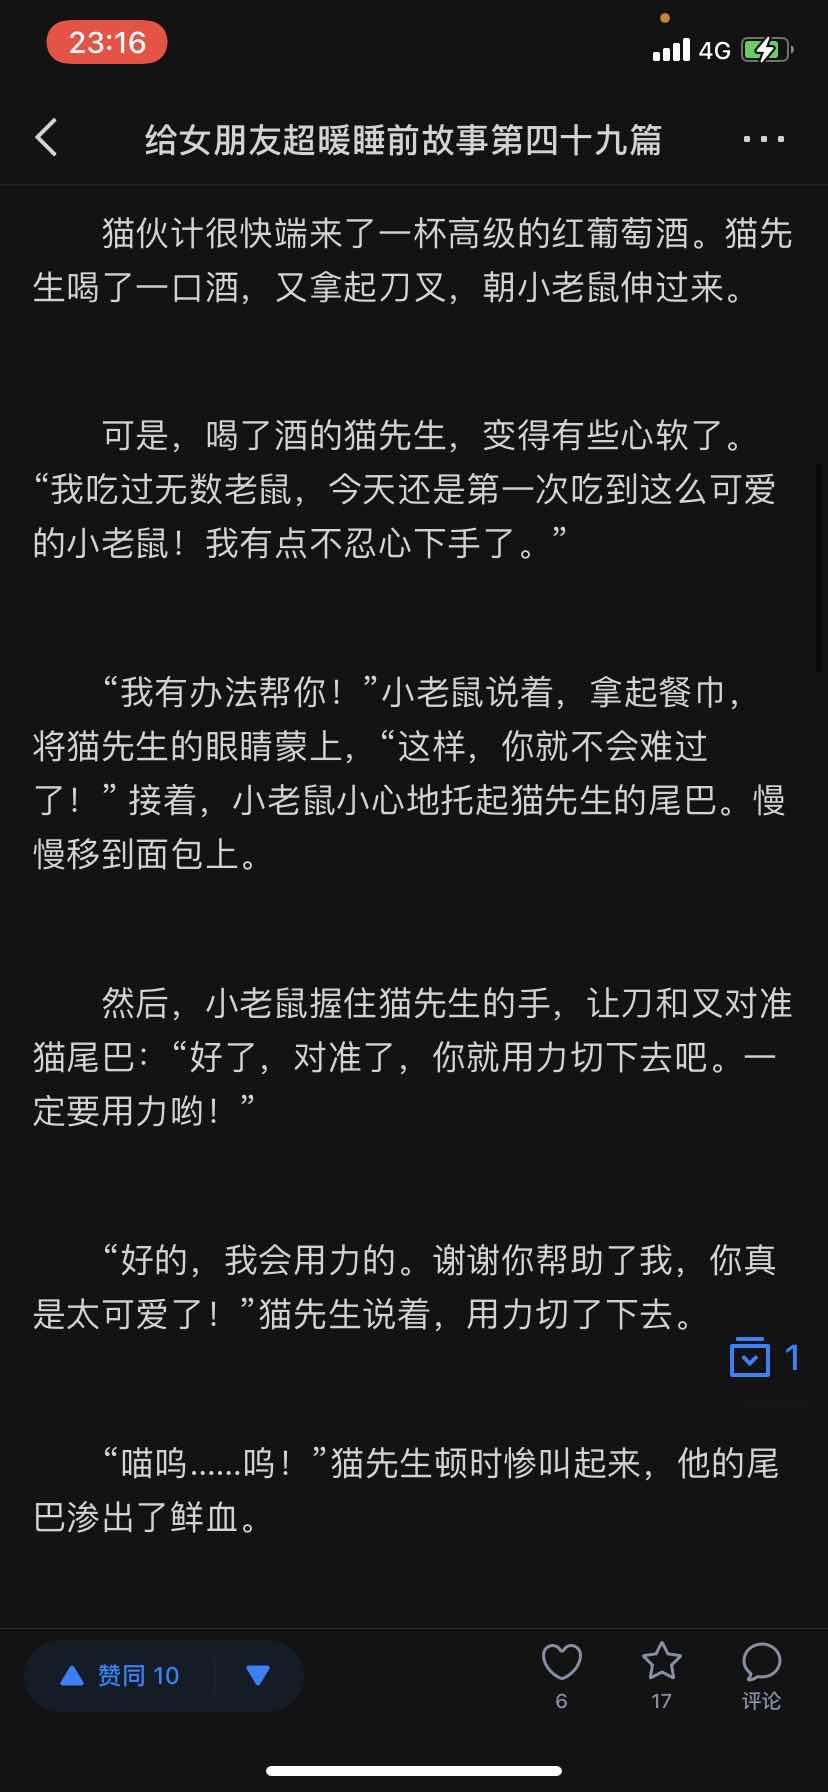 23:16
4G
给女朋友超暖睡前故事第四十九篇
猫伙计很快端来了一杯高级的红葡萄酒。猫先
生喝了一口酒，又拿起刀叉，朝小老鼠伸过来。
可是，喝了酒的猫先生，变得有些心软了。
“我吃过无数老鼠，今天还是第一次吃到这么可爱
的小老鼠！我有点不忍心下手了。”
“我有办法帮你！”小老鼠说着，拿起餐巾，
将猫先生的眼睛蒙上，“这样，你就不会难过
了！” 接着，小老鼠小心地托起猫先生的尾巴。慢
慢移到面包上。
然后，小老鼠握住猫先生的手，让刀和叉对准
猫尾巴：“好了，对准了，你就用力切下去吧。一
定要用力哟！”
“好的，我会用力的。谢谢你帮助了我，你真
是太可爱了！”猫先生说着，用力切了下去。
1
“喵呜......呜！”猫先生顿时惨叫起来，他的尾
巴渗出了鲜血。
赞同 10
6
17
评论